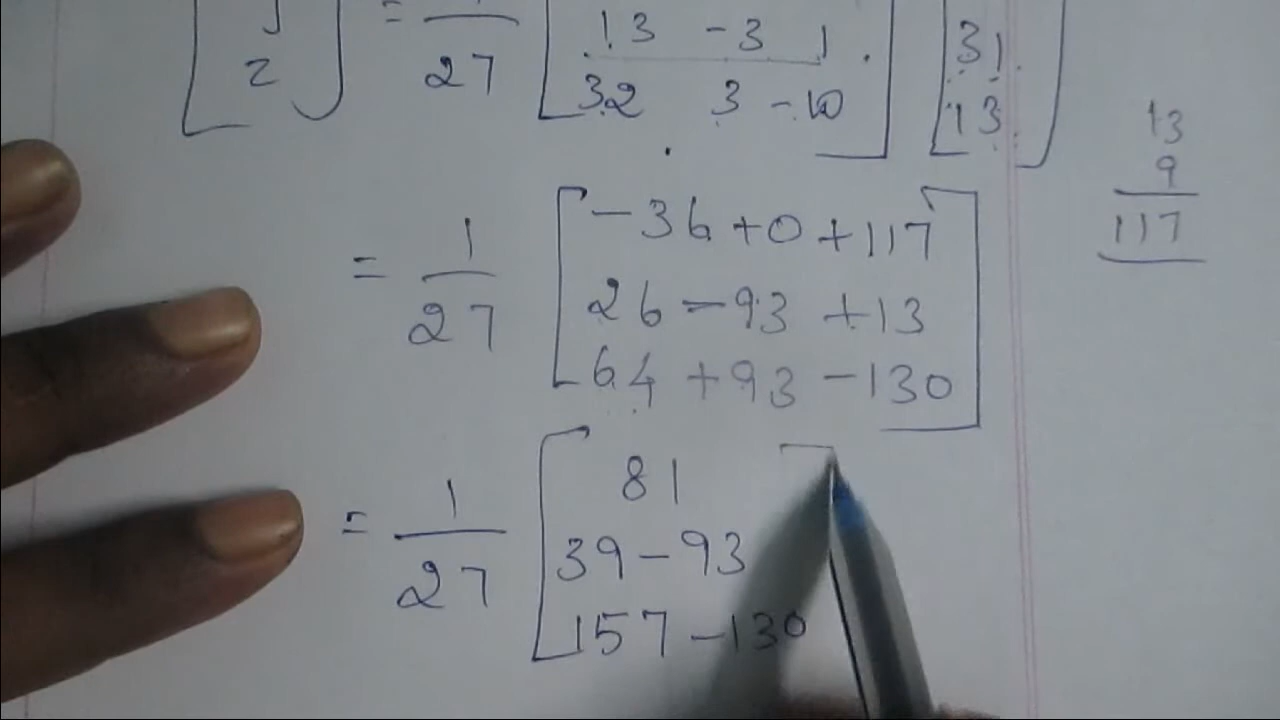 = 1/27 13 -3 1 31
z 32 3 -10 13
13
9
117
= 1/27 [ -36 + 0 + 117
26 - 93 + 13
64 + 93 - 130 ]
= 1/27 [ 81
39 - 93
157 - 130